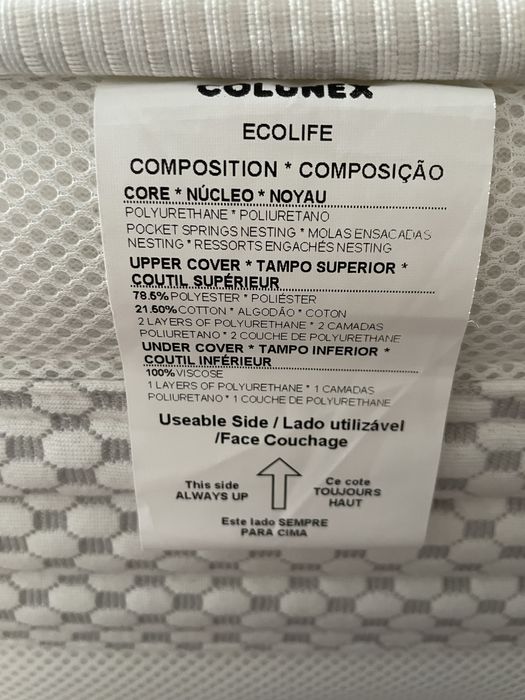 COLUNEX
ECOLIFE
COMPOSITION * COMPOSIÇÃO
CORE * NÚCLEO * NOYAU
POLYURETHANE * POLIURETANO
POCKET SPRINGS NESTING * MOLAS ENSACADAS
NESTING * RESSORTS ENGACHÉS NESTING
UPPER COVER * TAMPO SUPERIOR *
COUTIL SUPÉRIEUR
78.5% POLYESTER * POLIÉSTER
21.50% COTTON * ALGODÃO * COTON
2 LAYERS OF POLYURETHANE * 2 CAMADAS
POLIURETANO * 2 COUCHE DE POLYURETHANE
UNDER COVER * TAMPO INFERIOR *
COUTIL INFÉRIEUR
100% VISCOSE
1 LAYERS OF POLYURETHANE * 1 CAMADAS
POLIURETANO * 1 COUCHE DE POLYURETHANE
Useable Side / Lado utilizável
/Face Couchage
This side
ALWAYS UP
Ce cote
TOUJOURS
HAUT
Este lado SEMPRE
PARA CIMA